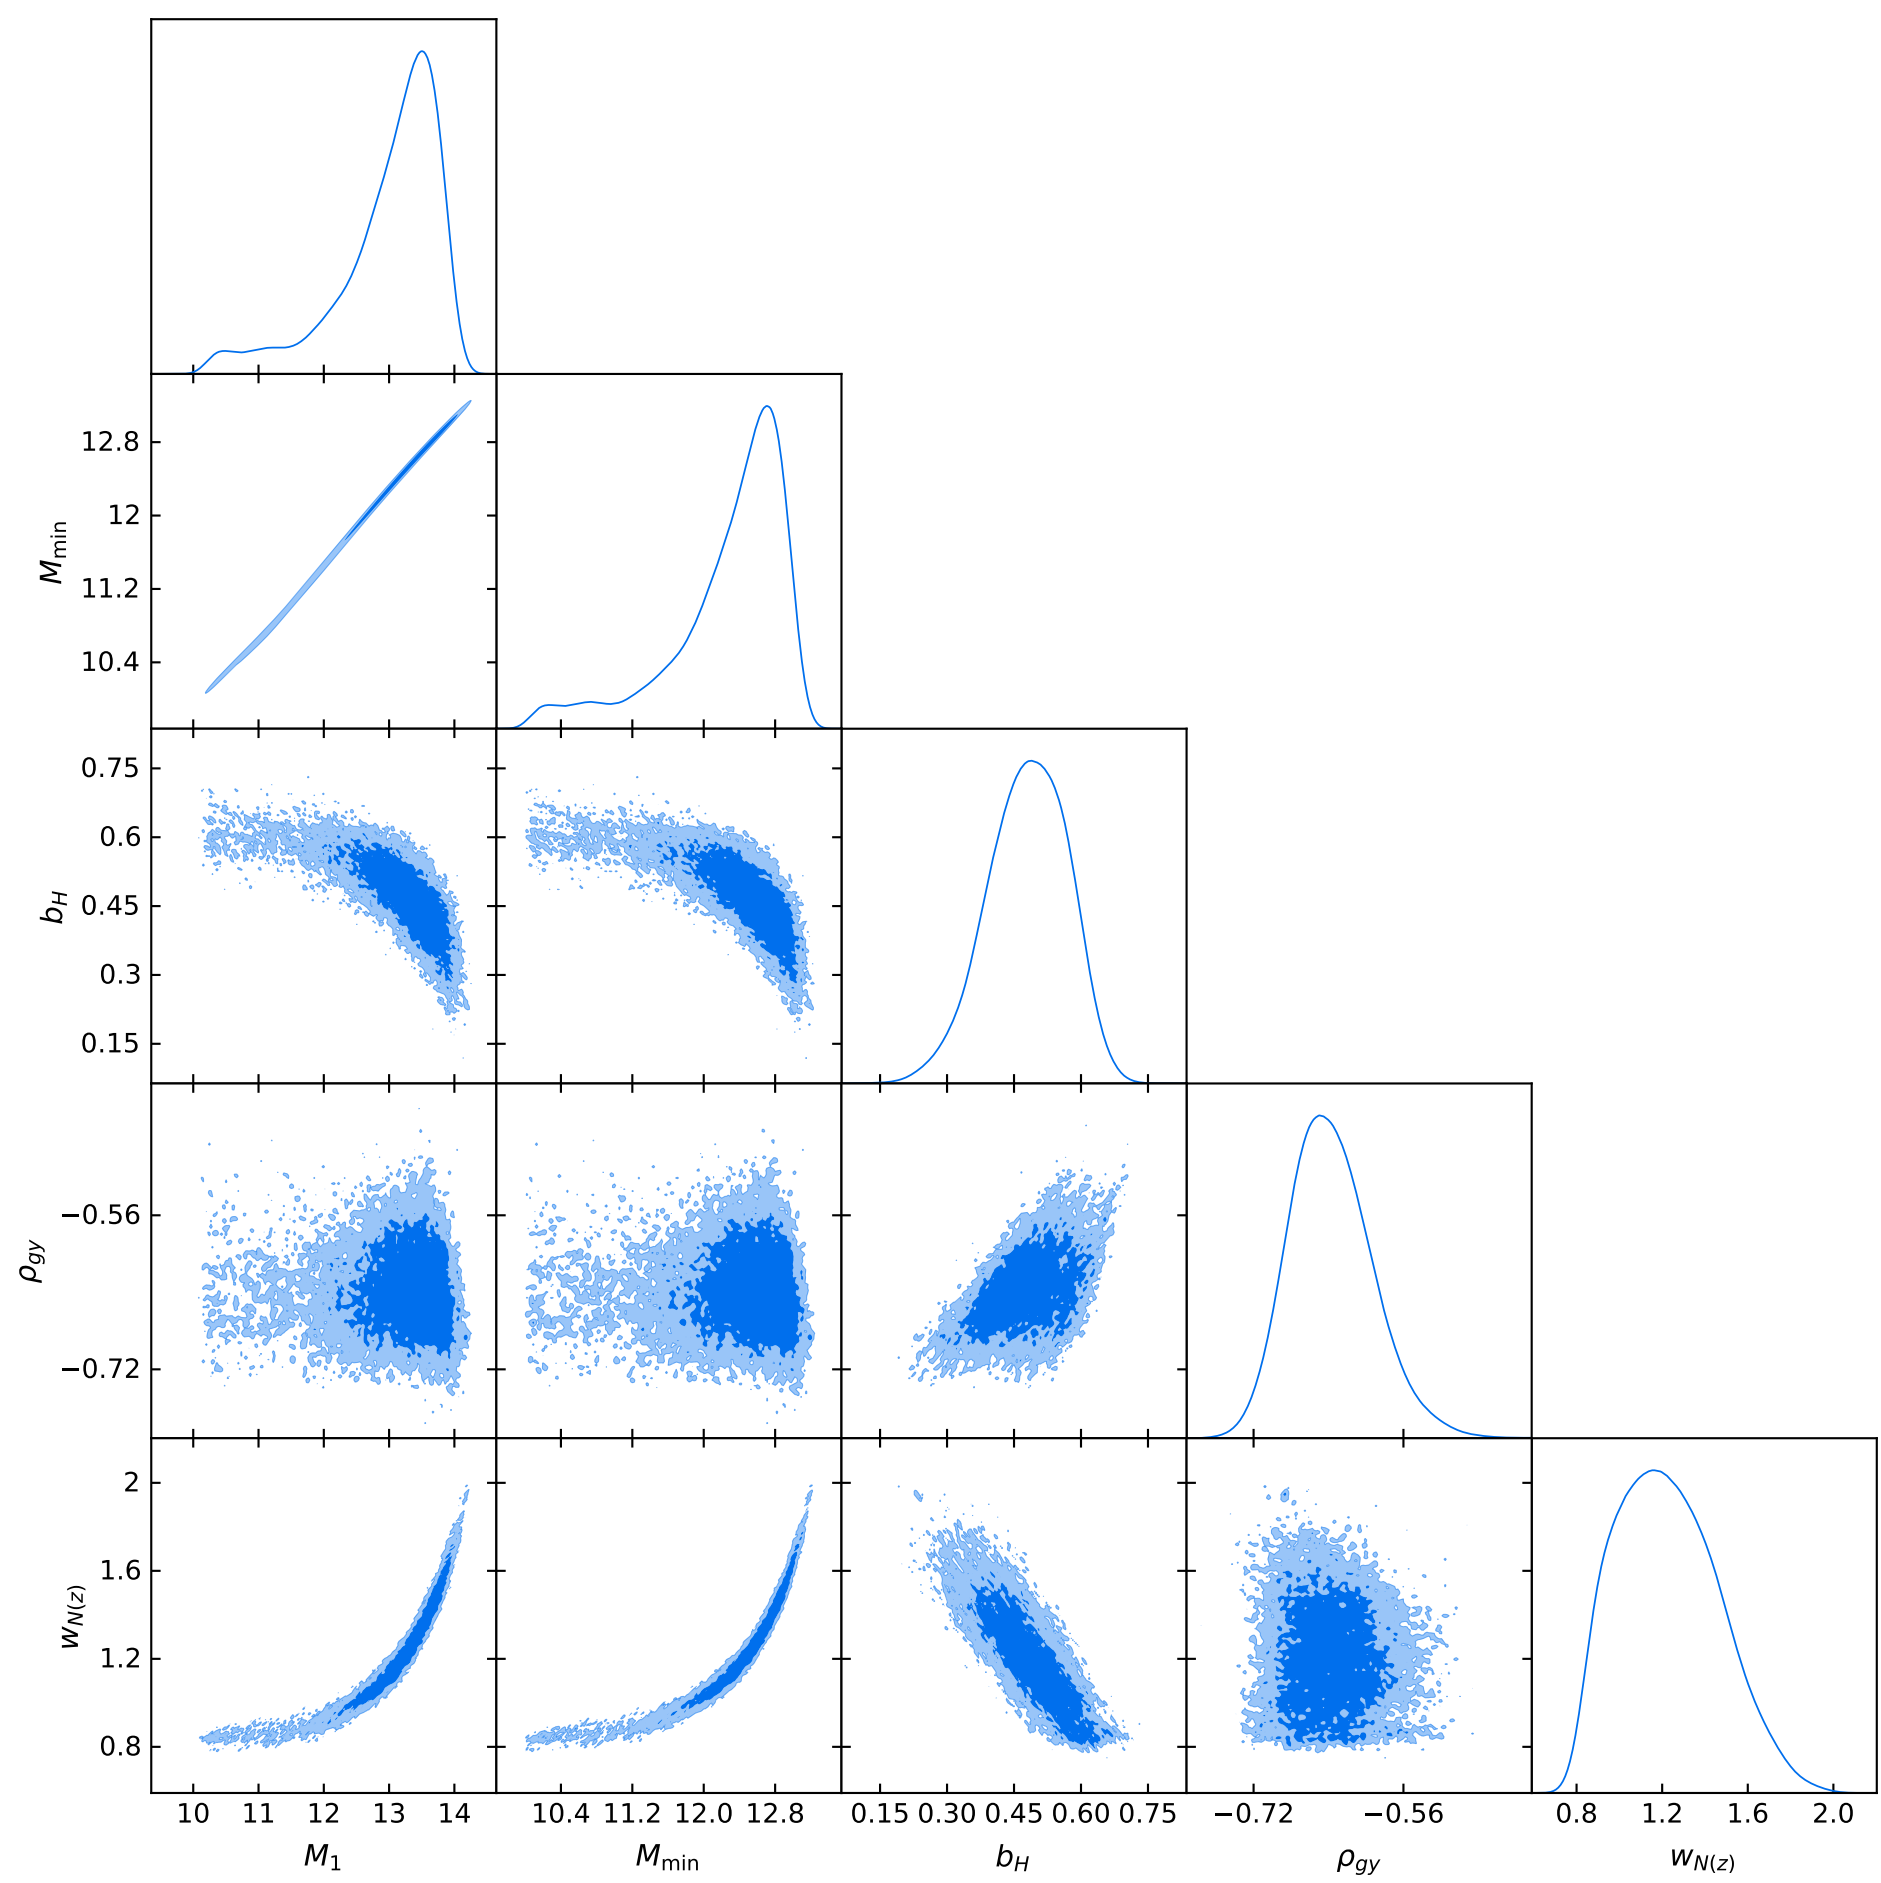 12.8
12
11.2
10.4
M_min
0.75
0.6
0.45
0.3
0.15
b_H
−0.56
−0.72
ρ_gy
2
1.6
1.2
0.8
w_N(z)
10 11 12 13 14 10.4 11.2 12.0 12.8 0.15 0.30 0.45 0.60 0.75 −0.72 −0.56 0.8 1.2 1.6 2.0
M_1 M_min b_H ρ_gy w_N(z)